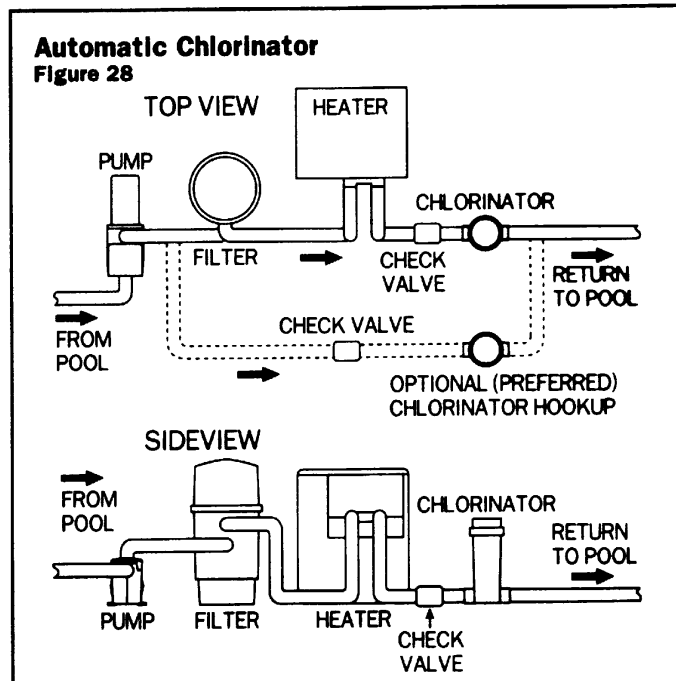 Automatic Chlorinator
Figure 28
TOP VIEW
HEATER
PUMP
CHLORINATOR
FILTER
CHECK
VALVE
RETURN
TO POOL
FROM
POOL
CHECK VALVE
OPTIONAL (PREFERRED)
CHLORINATOR HOOKUP
SIDEVIEW
FROM
POOL
CHLORINATOR
RETURN
TO POOL
PUMP
FILTER
HEATER
CHECK
VALVE